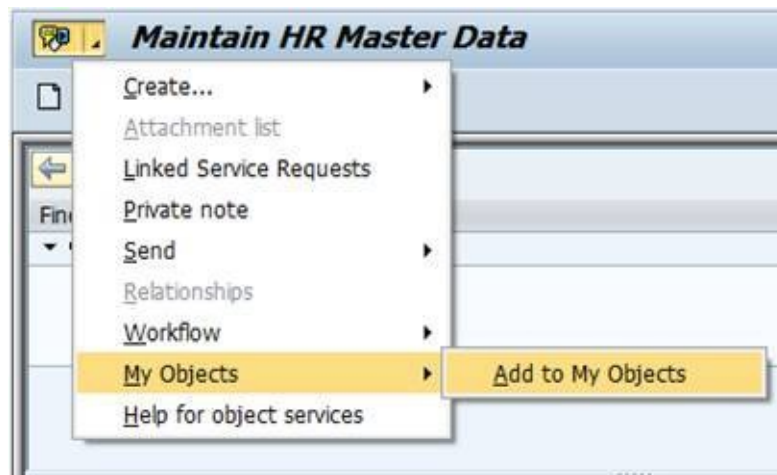 Maintain HR Master Data
Create...
Attachment list
Linked Service Requests
Private note
Send
Relationships
Workflow
My Objects
Add to My Objects
Help for object services